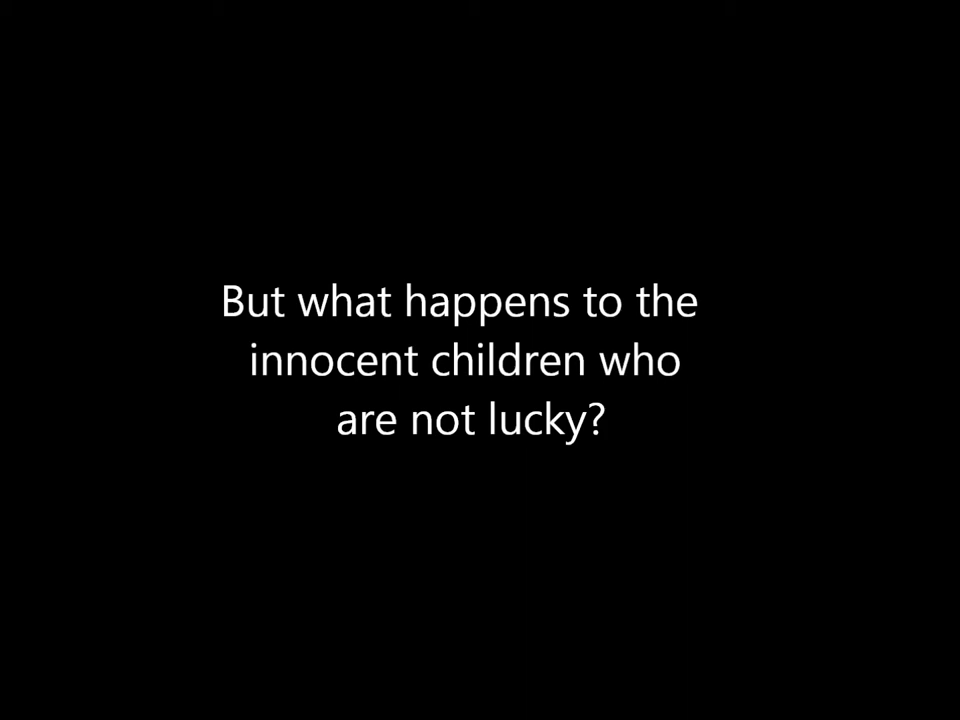 But what happens to the
innocent children who
are not lucky?